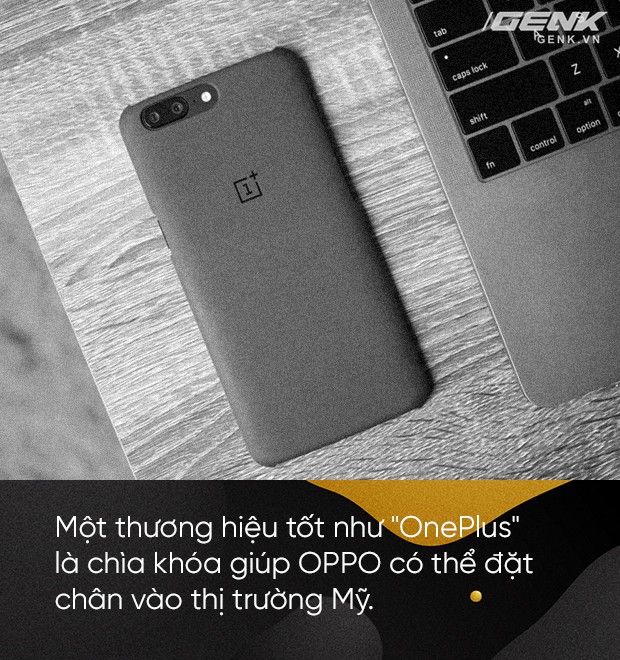 GENK
GENK.VN
tab
A
caps lock
Z
shift
alt
fn
control
option
1+
Một thương hiệu tốt như "OnePlus"
là chìa khóa giúp OPPO có thể đặt
chân vào thị trường Mỹ.